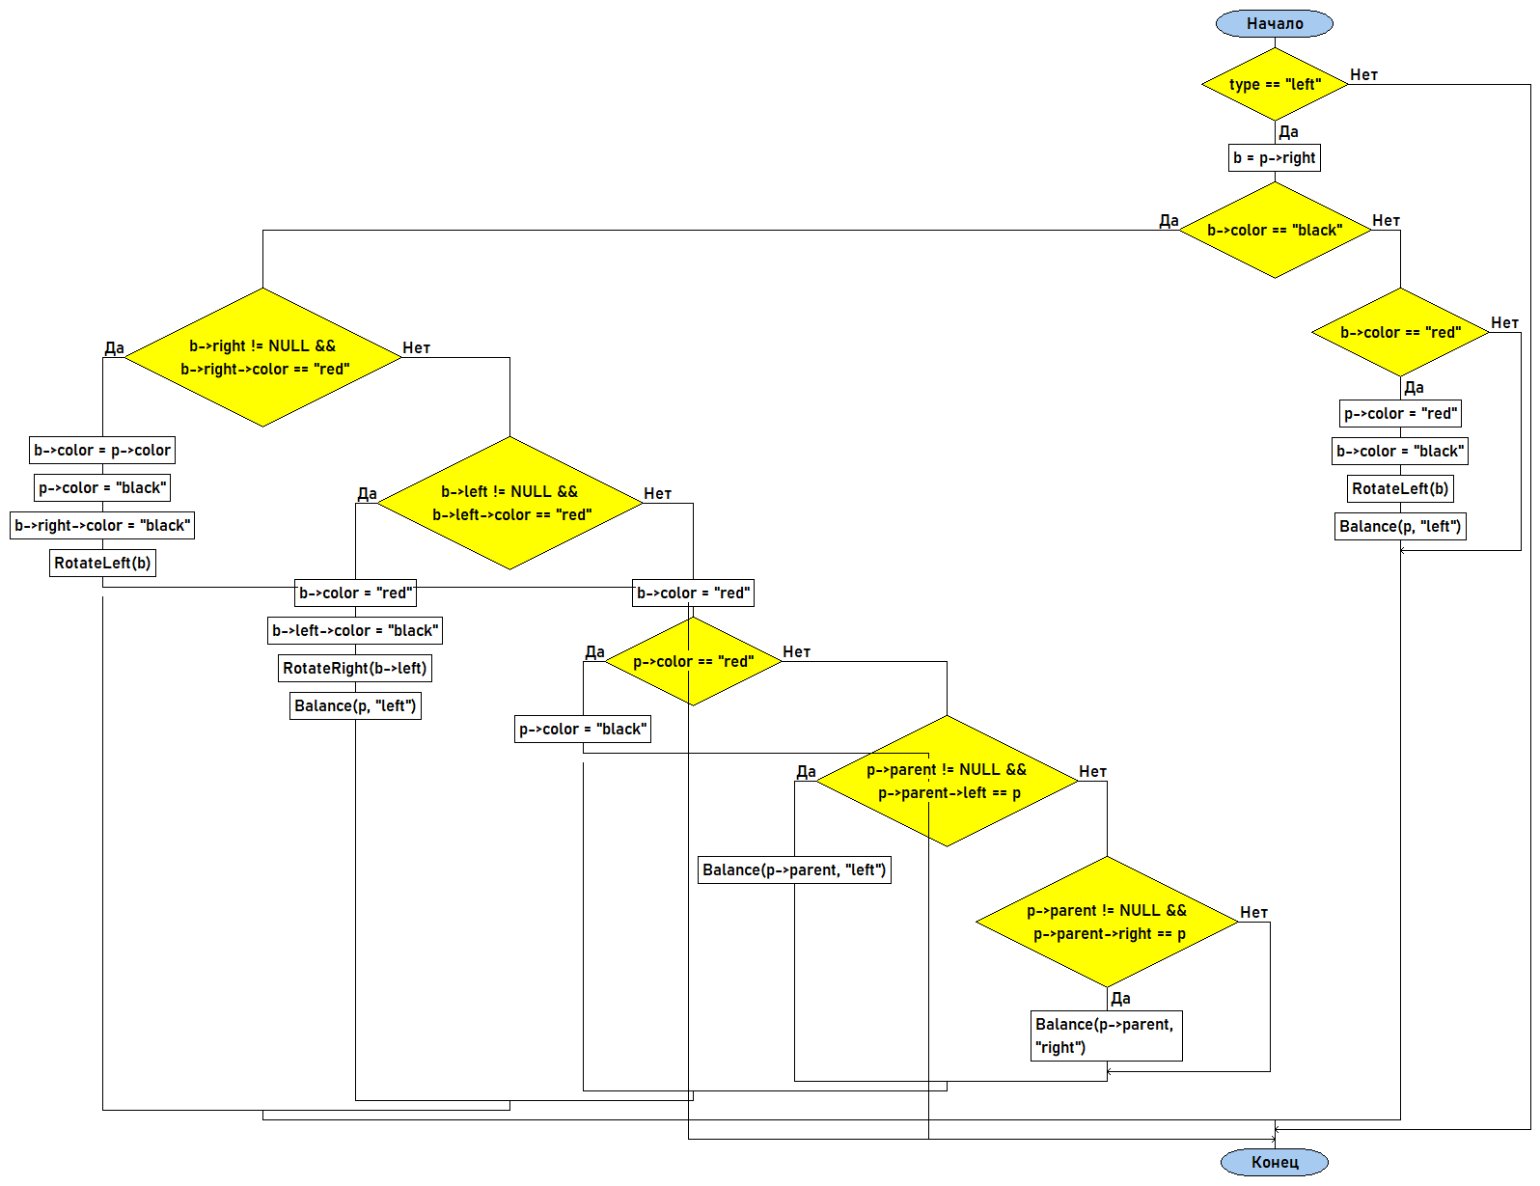 Начало
type == "left"
Нет
Да
b = p->right
Да
b->color == "black"
Нет
b->right != NULL &&
b->right->color == "red"
Да
Нет
b->color == "red"
Нет
Да
p->color = "red"
b->color = "black"
RotateLeft(b)
Balance(p, "left")
b->color = p->color
p->color = "black"
b->right->color = "black"
RotateLeft(b)
b->left != NULL &&
b->left->color == "red"
Да
Нет
b->color = "red"
b->left->color = "black"
RotateRight(b->left)
Balance(p, "left")
b->color = "red"
p->color == "red"
Да
Нет
p->color = "black"
p->parent != NULL &&
p->parent->left == p
Да
Нет
Balance(p->parent, "left")
p->parent != NULL &&
p->parent->right == p
Нет
Да
Balance(p->parent,
"right")
Конец